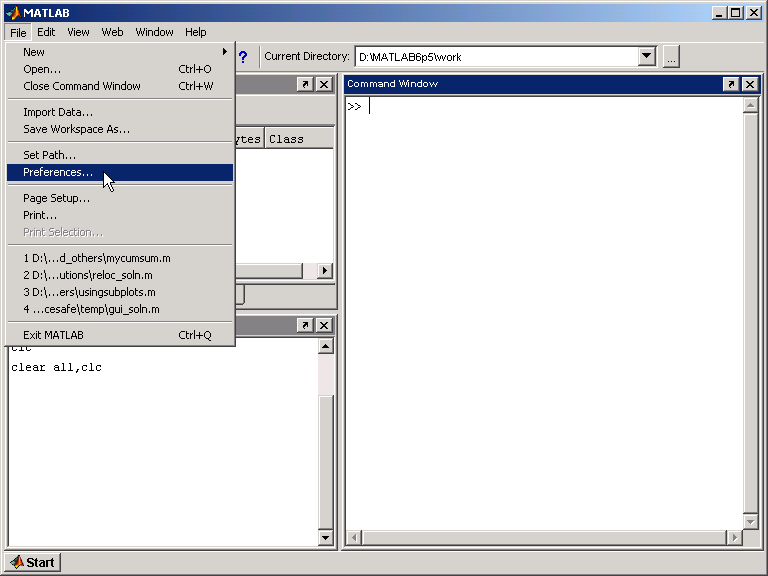 MATLAB
File Edit View Web Window Help
New
Open... Ctrl+O
Close Command Window Ctrl+W
Import Data...
Save Workspace As...
Set Path...
Preferences...
Page Setup...
Print...
Print Selection...
1 D:\...d_others\mycumsum.m
2 D:\...utions\reloc_soln.m
3 D:\...ers\usingsubplots.m
4 ...cesafe\temp\gui_soln.m
Exit MATLAB Ctrl+Q
? Current Directory: D:\MATLAB6p5\work ...
ytes Class
Command Window
>>
clc
clear all,clc
Start